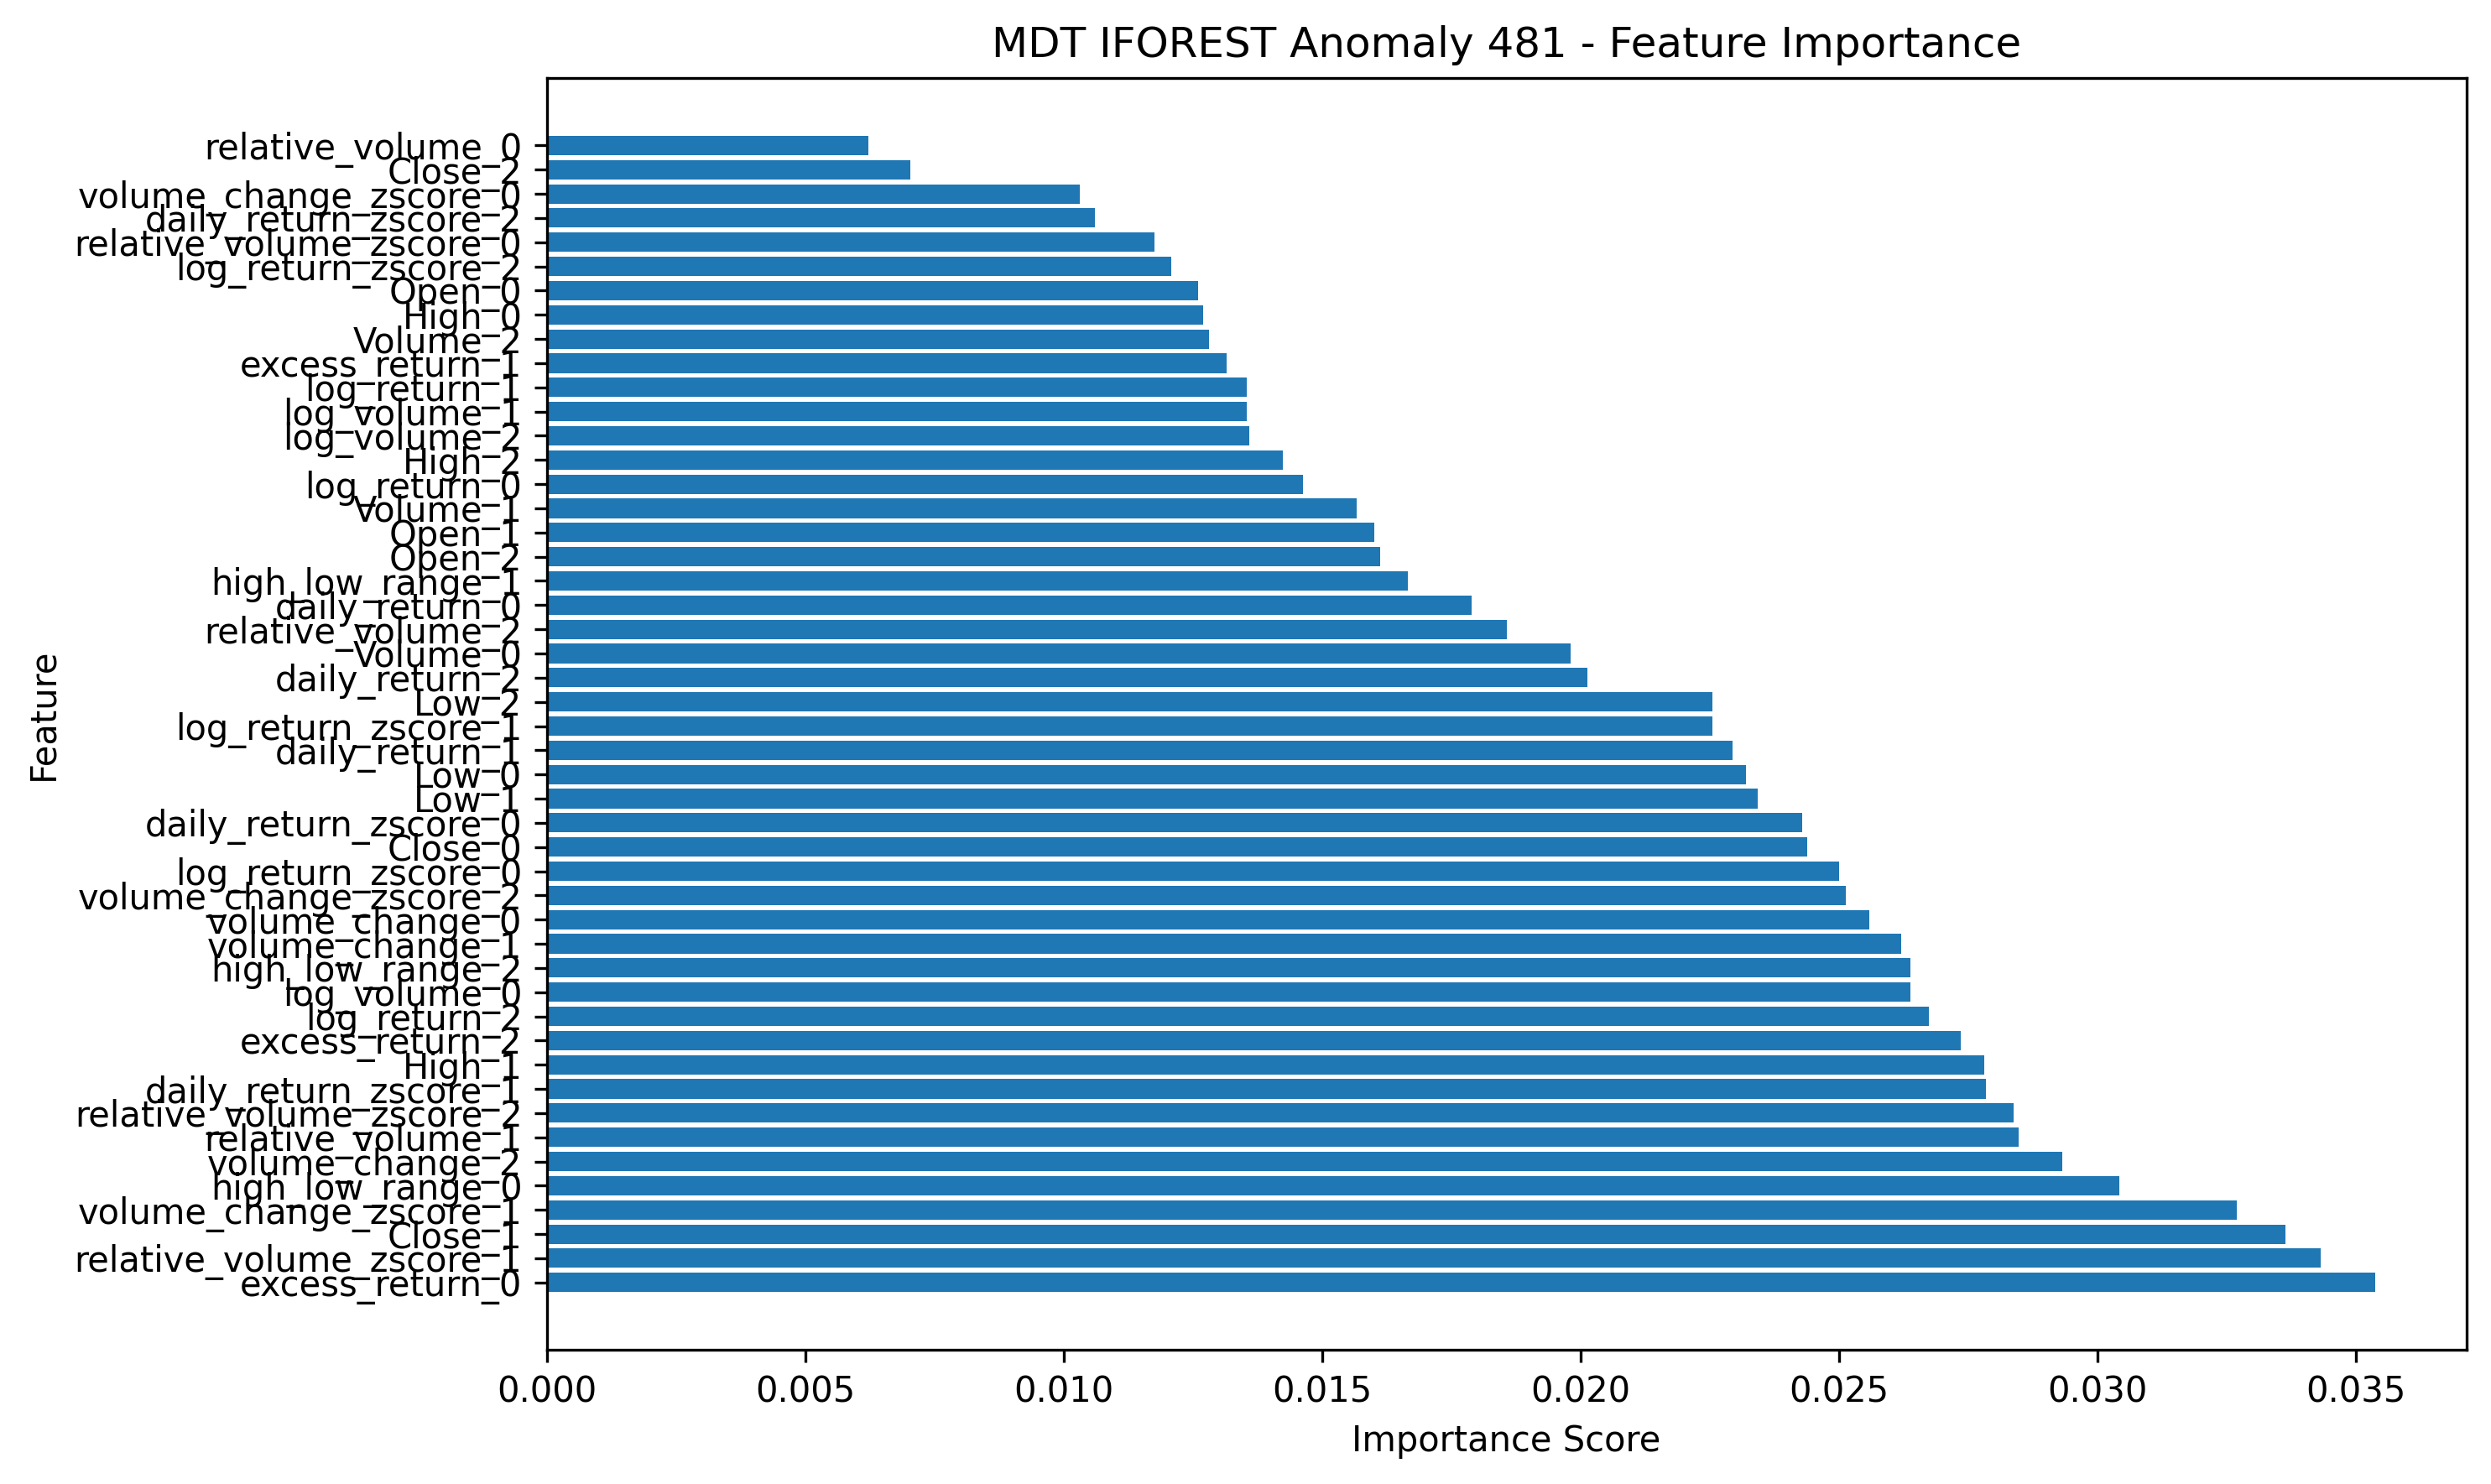 MDT IFOREST Anomaly 481 - Feature Importance
relative_volume_0
Close_2
volume_change_zscore_0
daily_return_zscore_2
relative_volume_zscore_0
log_return_zscore_2
Open_0
High_0
Volume_2
excess_return_1
log_return_1
log_volume_1
log_volume_2
High_2
log_return_0
Volume_1
Open_1
Open_2
high_low_range_1
daily_return_0
relative_volume_2
Volume_0
daily_return_2
Low_2
log_return_zscore_1
daily_return_1
Low_0
Low_1
daily_return_zscore_0
Close_0
log_return_zscore_0
volume_change_zscore_2
volume_change_0
volume_change_1
high_low_range_2
log_volume_0
log_return_2
excess_return_2
High_1
daily_return_zscore_1
relative_volume_zscore_2
relative_volume_1
volume_change_2
high_low_range_0
volume_change_zscore_1
Close_1
relative_volume_zscore_1
excess_return_0
Feature
0.000 0.005 0.010 0.015 0.020 0.025 0.030 0.035
Importance Score